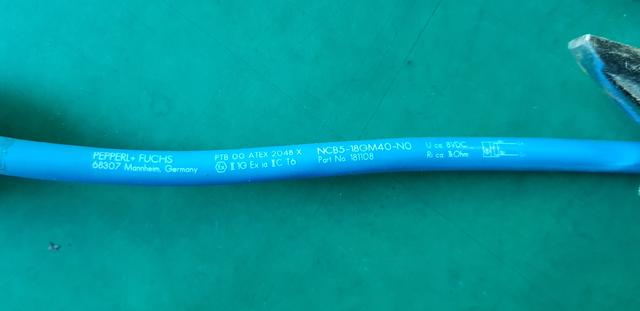 PEPPERL+ FUCHS
68307 Mannheim, Germany
PTB 00 ATEX 2048 X
Ex II 1G Ex ia IIC T6
NCB5-18GM40-N0
Part No. 181108
U ca. 8VDC
Ri ca. 1kOhm